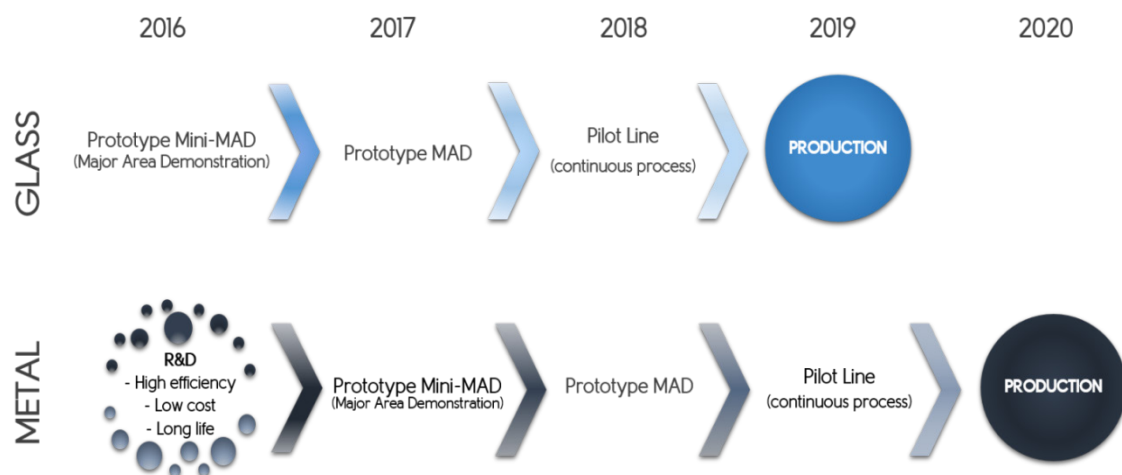 2016 2017 2018 2019 2020
GLASS
Prototype Mini-MAD
(Major Area Demonstration)
Prototype MAD
Pilot Line
(continuous process)
PRODUCTION
METAL
R&D
- High efficiency
- Low cost
- Long life
Prototype Mini-MAD
(Major Area Demonstration)
Prototype MAD
Pilot Line
(continuous process)
PRODUCTION